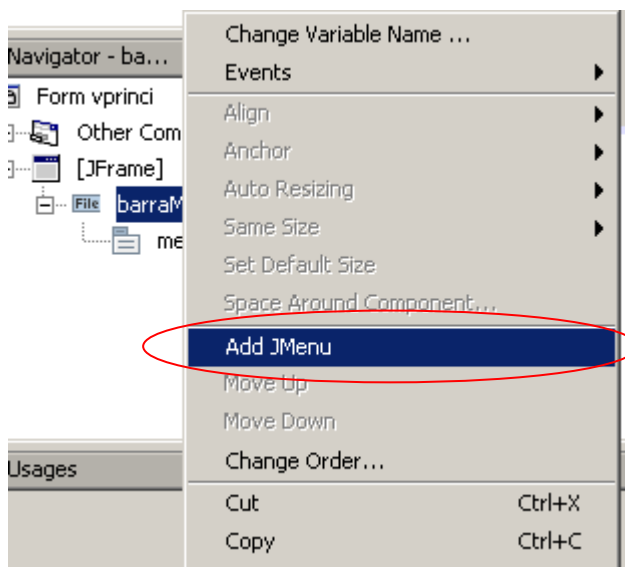 Navigator - ba...
Form vprinci
Other Com
[JFrame]
File barraM
me
Usages
Change Variable Name ...
Events
Align
Anchor
Auto Resizing
Same Size
Set Default Size
Space Around Component...
Add JMenu
Move Up
Move Down
Change Order...
Cut Ctrl+X
Copy Ctrl+C